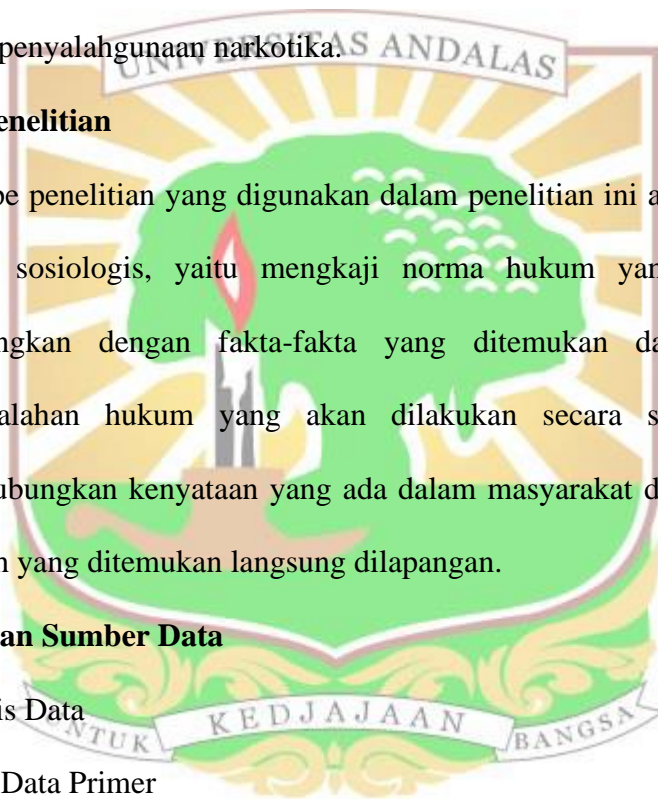 penyalahgunaan narkotika.
UNIVERSITAS ANDALAS
enelitian
pe penelitian yang digunakan dalam penelitian ini a
sosiologis, yaitu mengkaji norma hukum yan
ngkan dengan fakta-fakta yang ditemukan da
alahan hukum yang akan dilakukan secara s
ubungkan kenyataan yang ada dalam masyarakat d
n yang ditemukan langsung dilapangan.
an Sumber Data
is Data
UNTUK KEDJAJAAN BANGSA
Data Primer